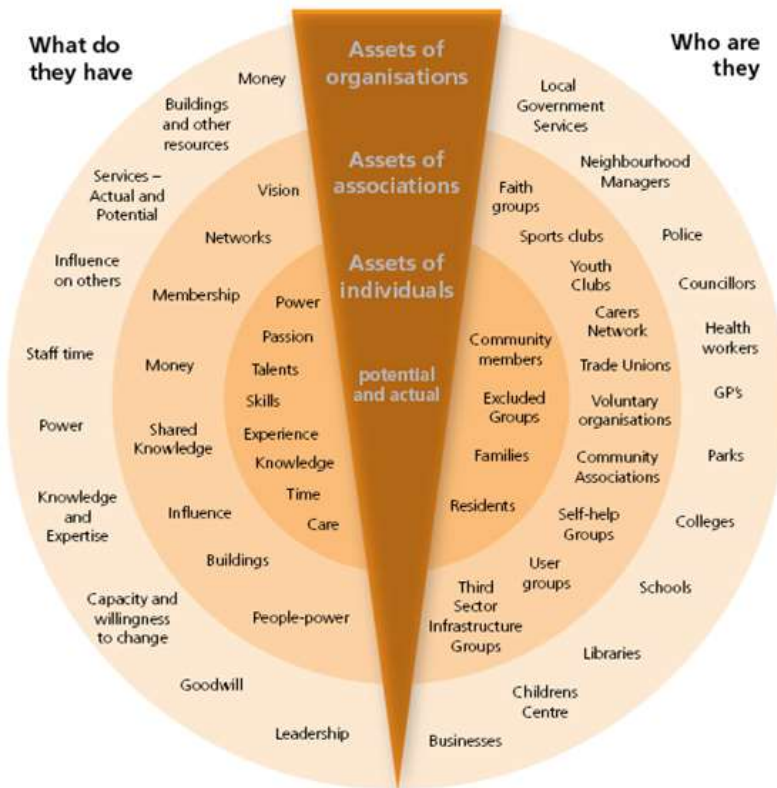 What do
they have
Who are
they
Assets of
organisations
Assets of
associations
Assets of
individuals
potential
and actual
Money
Buildings
and other
resources
Services –
Actual and
Potential
Influence
on others
Staff time
Power
Knowledge
and
Expertise
Capacity and
willingness
to change
Goodwill
Leadership
Vision
Networks
Membership
Money
Shared
Knowledge
Influence
Buildings
People-power
Power
Passion
Talents
Skills
Experience
Knowledge
Time
Care
Community
members
Excluded
Groups
Families
Residents
Faith
groups
Sports clubs
Youth
Clubs
Carers
Network
Trade Unions
Voluntary
organisations
Community
Associations
Self-help
Groups
User
groups
Third
Sector
Infrastructure
Groups
Local
Government
Services
Neighbourhood
Managers
Police
Councillors
Health
workers
GP's
Parks
Colleges
Schools
Libraries
Childrens
Centre
Businesses